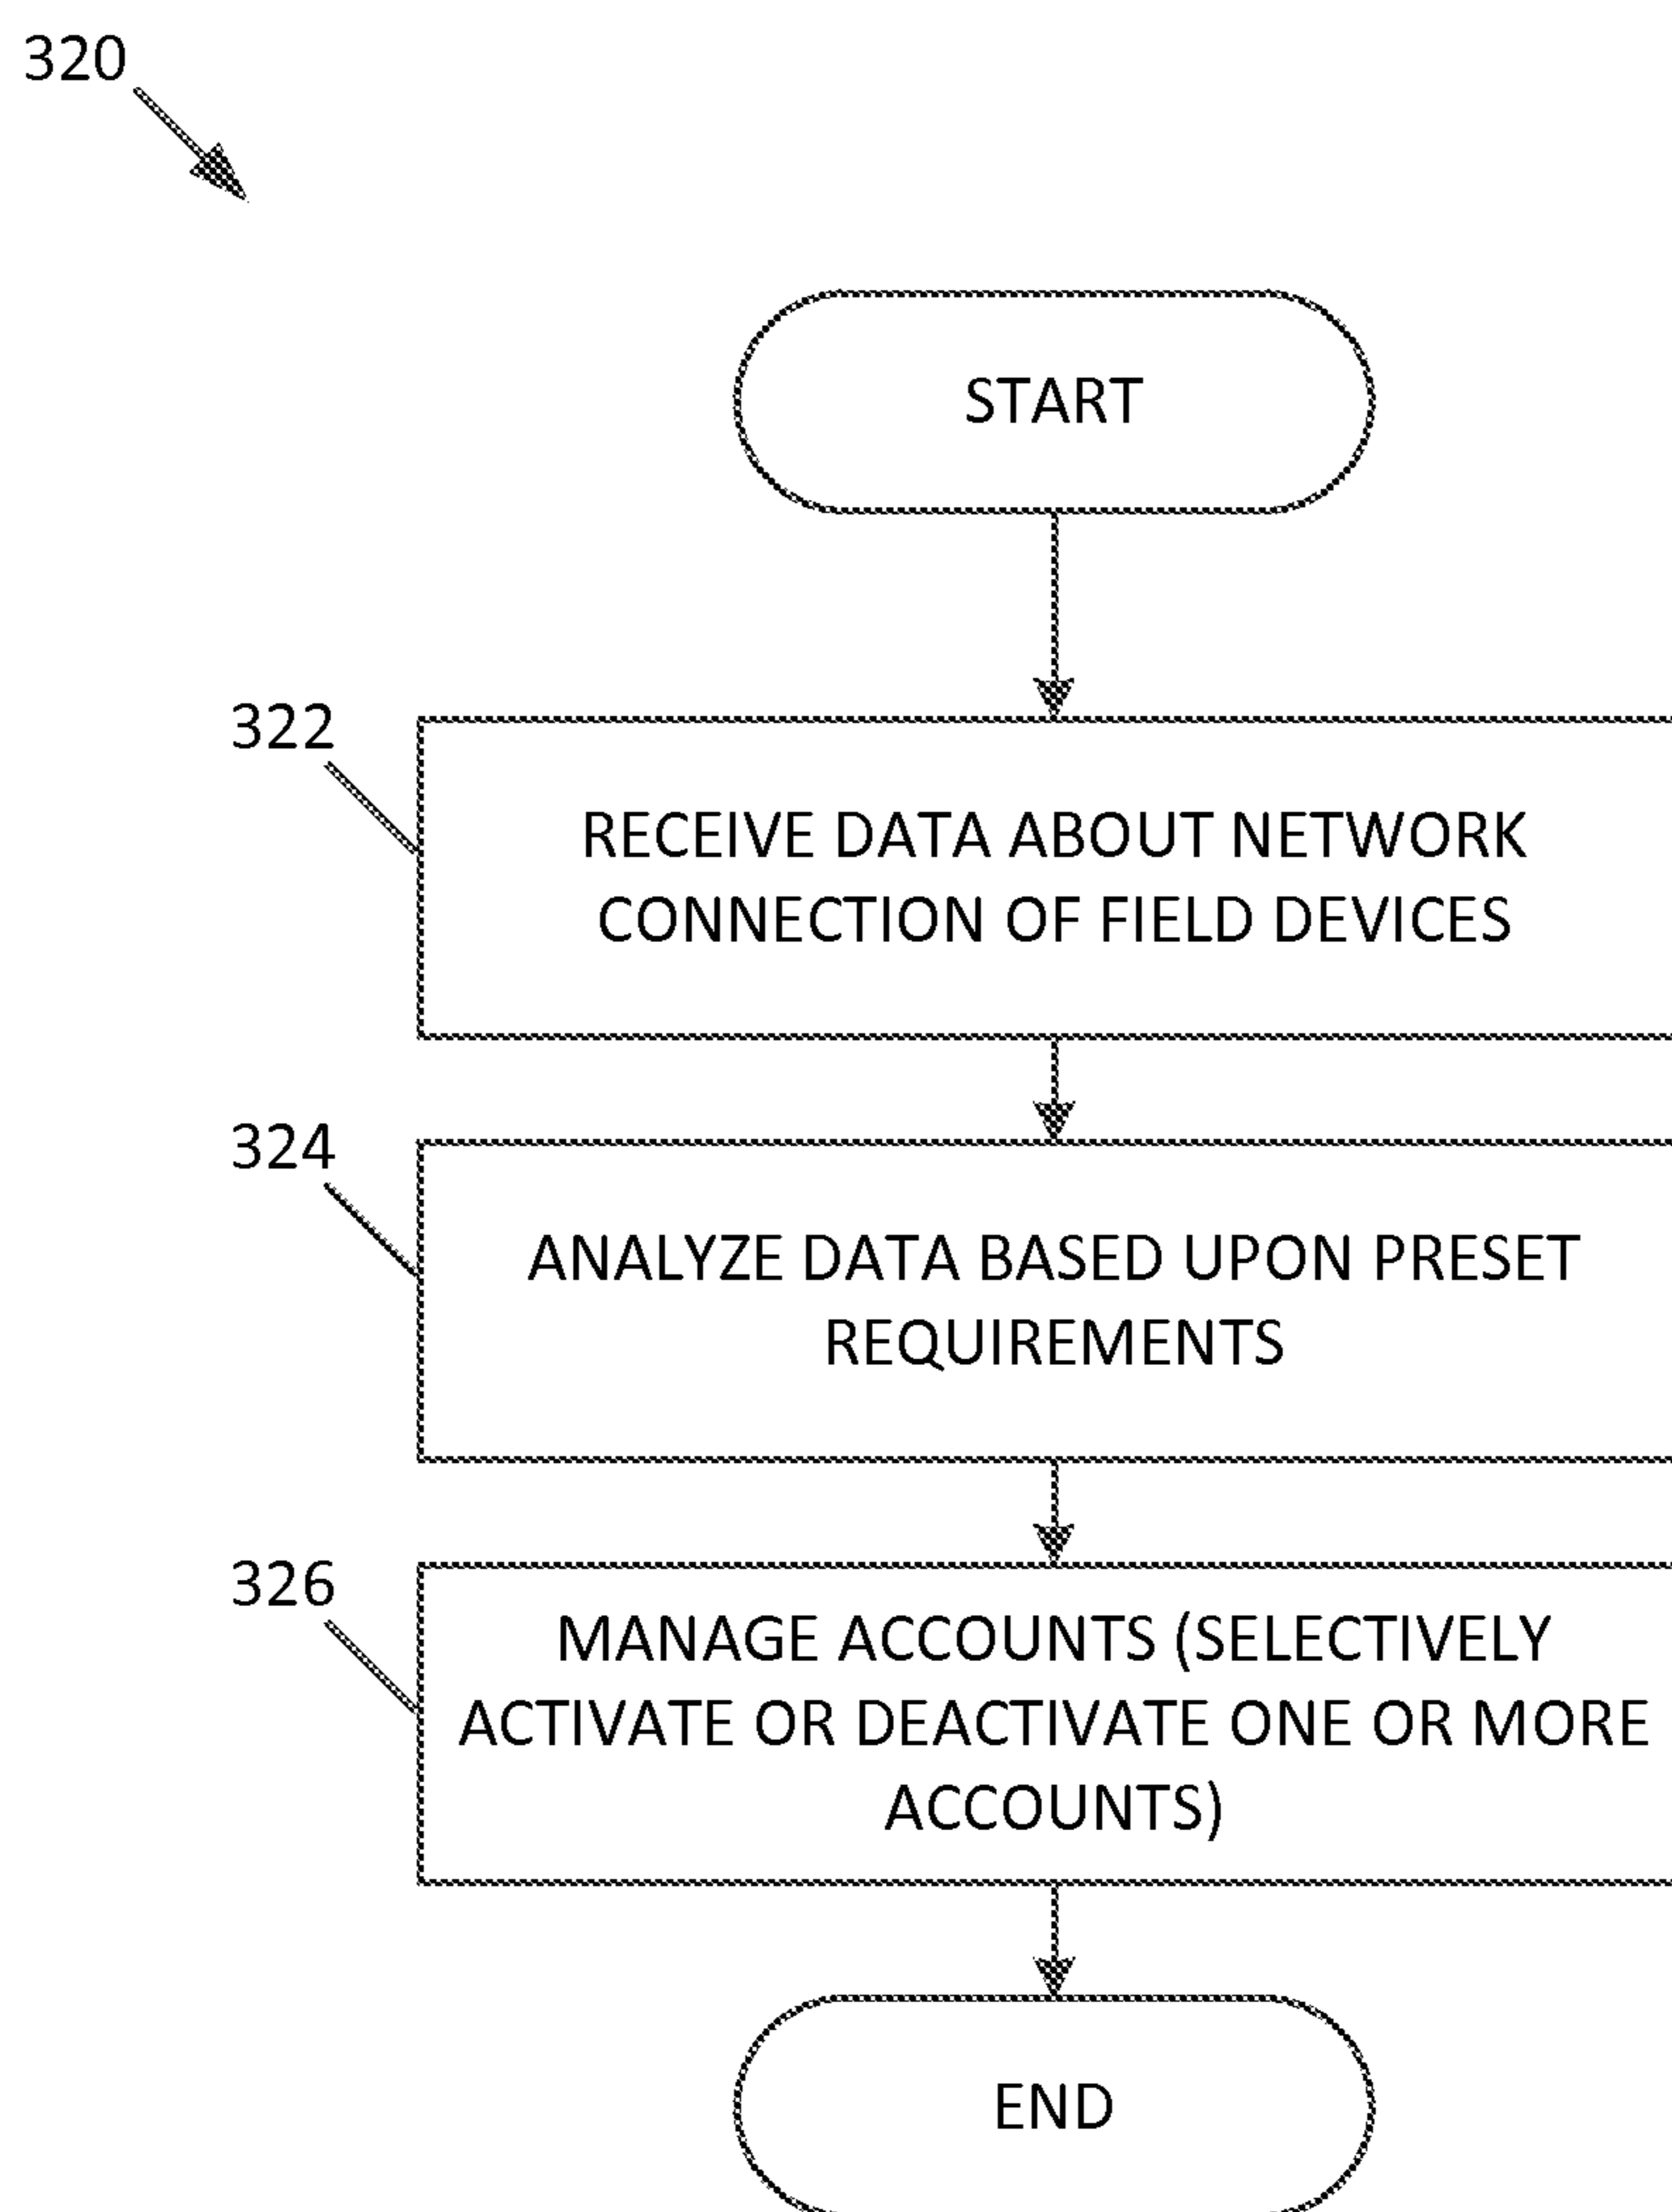 320
START
322
RECEIVE DATA ABOUT NETWORK
CONNECTION OF FIELD DEVICES
324
ANALYZE DATA BASED UPON PRESET
REQUIREMENTS
326
MANAGE ACCOUNTS (SELECTIVELY
ACTIVATE OR DEACTIVATE ONE OR MORE
ACCOUNTS)
END